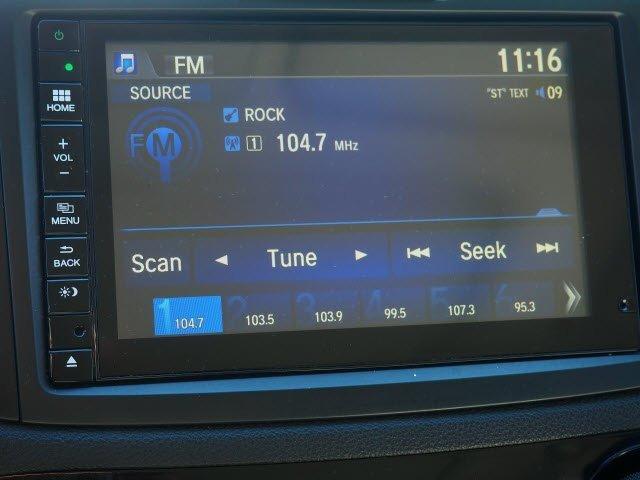 FM 11:16
SOURCE "ST" TEXT 09
ROCK
FM 1 104.7 MHz
HOME
+
VOL
−
MENU
BACK
Scan Tune Seek
1 2 3 4 5 6
104.7 103.5 103.9 99.5 107.3 95.3